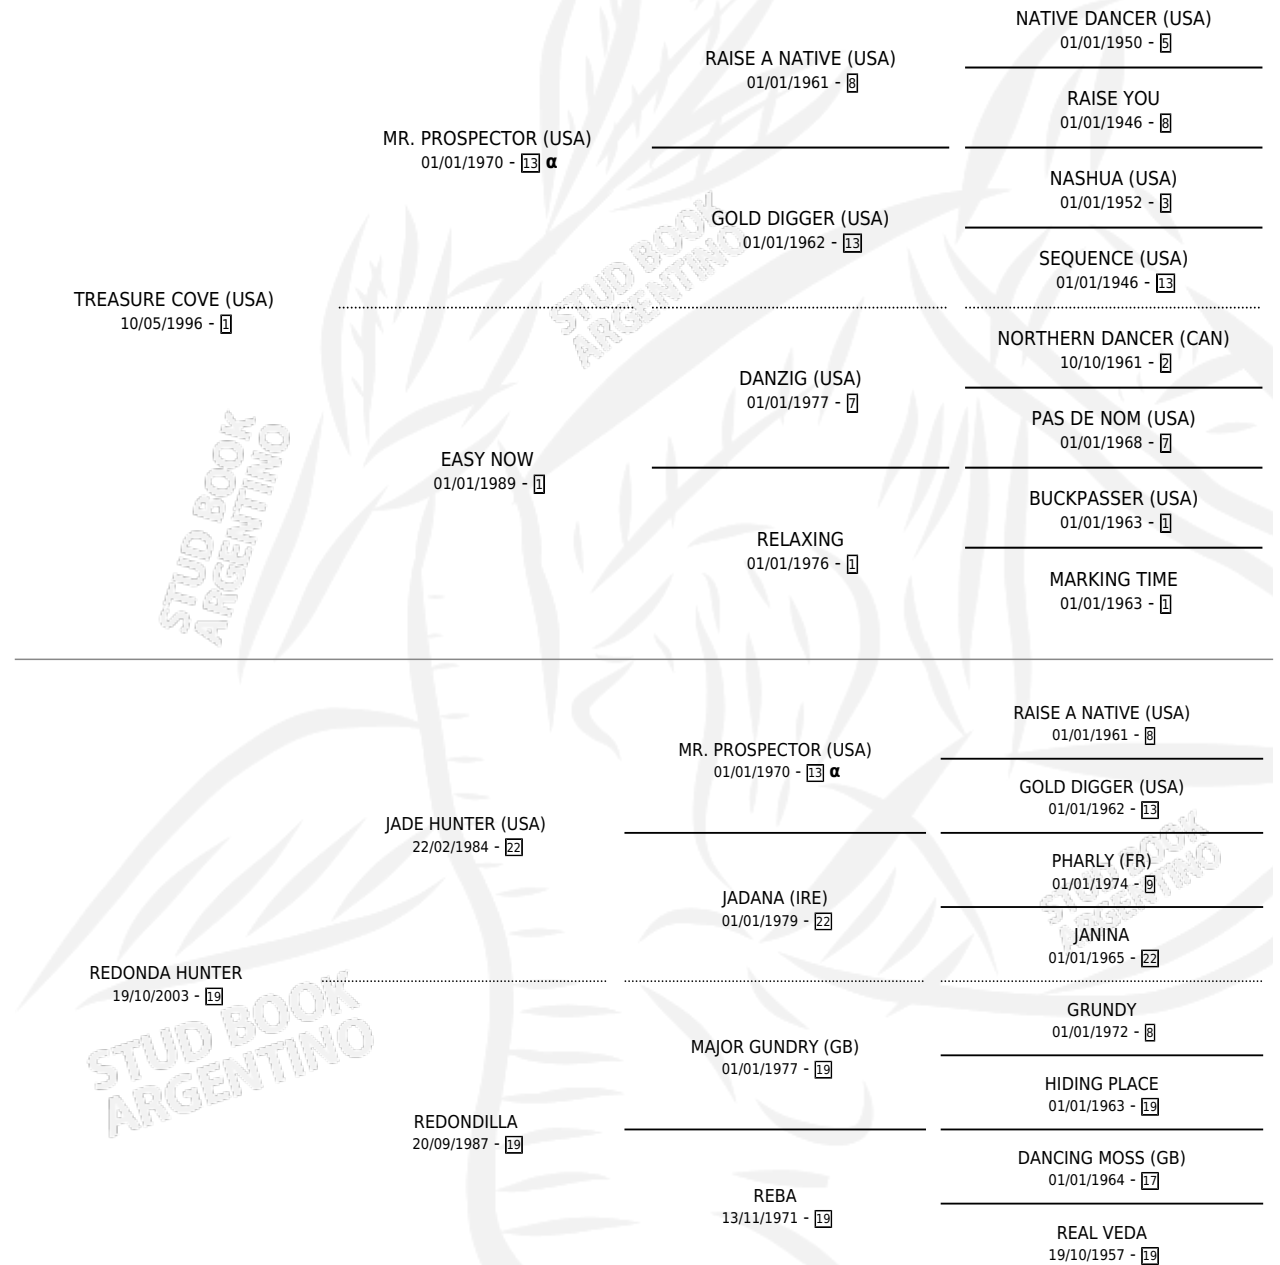 NATIVE DANCER (USA)
01/01/1950 - 5
RAISE A NATIVE (USA)
01/01/1961 - 8
RAISE YOU
01/01/1946 - 8
MR. PROSPECTOR (USA)
01/01/1970 - 13 α
NASHUA (USA)
01/01/1952 - 3
GOLD DIGGER (USA)
01/01/1962 - 13
SEQUENCE (USA)
01/01/1946 - 13
TREASURE COVE (USA)
10/05/1996 - 1
NORTHERN DANCER (CAN)
10/10/1961 - 2
DANZIG (USA)
01/01/1977 - 7
PAS DE NOM (USA)
01/01/1968 - 7
EASY NOW
01/01/1989 - 1
BUCKPASSER (USA)
01/01/1963 - 1
RELAXING
01/01/1976 - 1
MARKING TIME
01/01/1963 - 1
RAISE A NATIVE (USA)
01/01/1961 - 8
MR. PROSPECTOR (USA)
01/01/1970 - 13 α
GOLD DIGGER (USA)
01/01/1962 - 13
JADE HUNTER (USA)
22/02/1984 - 22
PHARLY (FR)
01/01/1974 - 9
JADANA (IRE)
01/01/1979 - 22
JANINA
01/01/1965 - 22
REDONDA HUNTER
19/10/2003 - 19
GRUNDY
01/01/1972 - 8
MAJOR GUNDRY (GB)
01/01/1977 - 19
HIDING PLACE
01/01/1963 - 19
REDONDILLA
20/09/1987 - 19
DANCING MOSS (GB)
01/01/1964 - 17
REBA
13/11/1971 - 19
REAL VEDA
19/10/1957 - 19
STUD BOOK
ARGENTINO
STUD BOOK
ARGENTINO
STUD BOOK
ARGENTINO
STUD BOOK
ARGENTINO